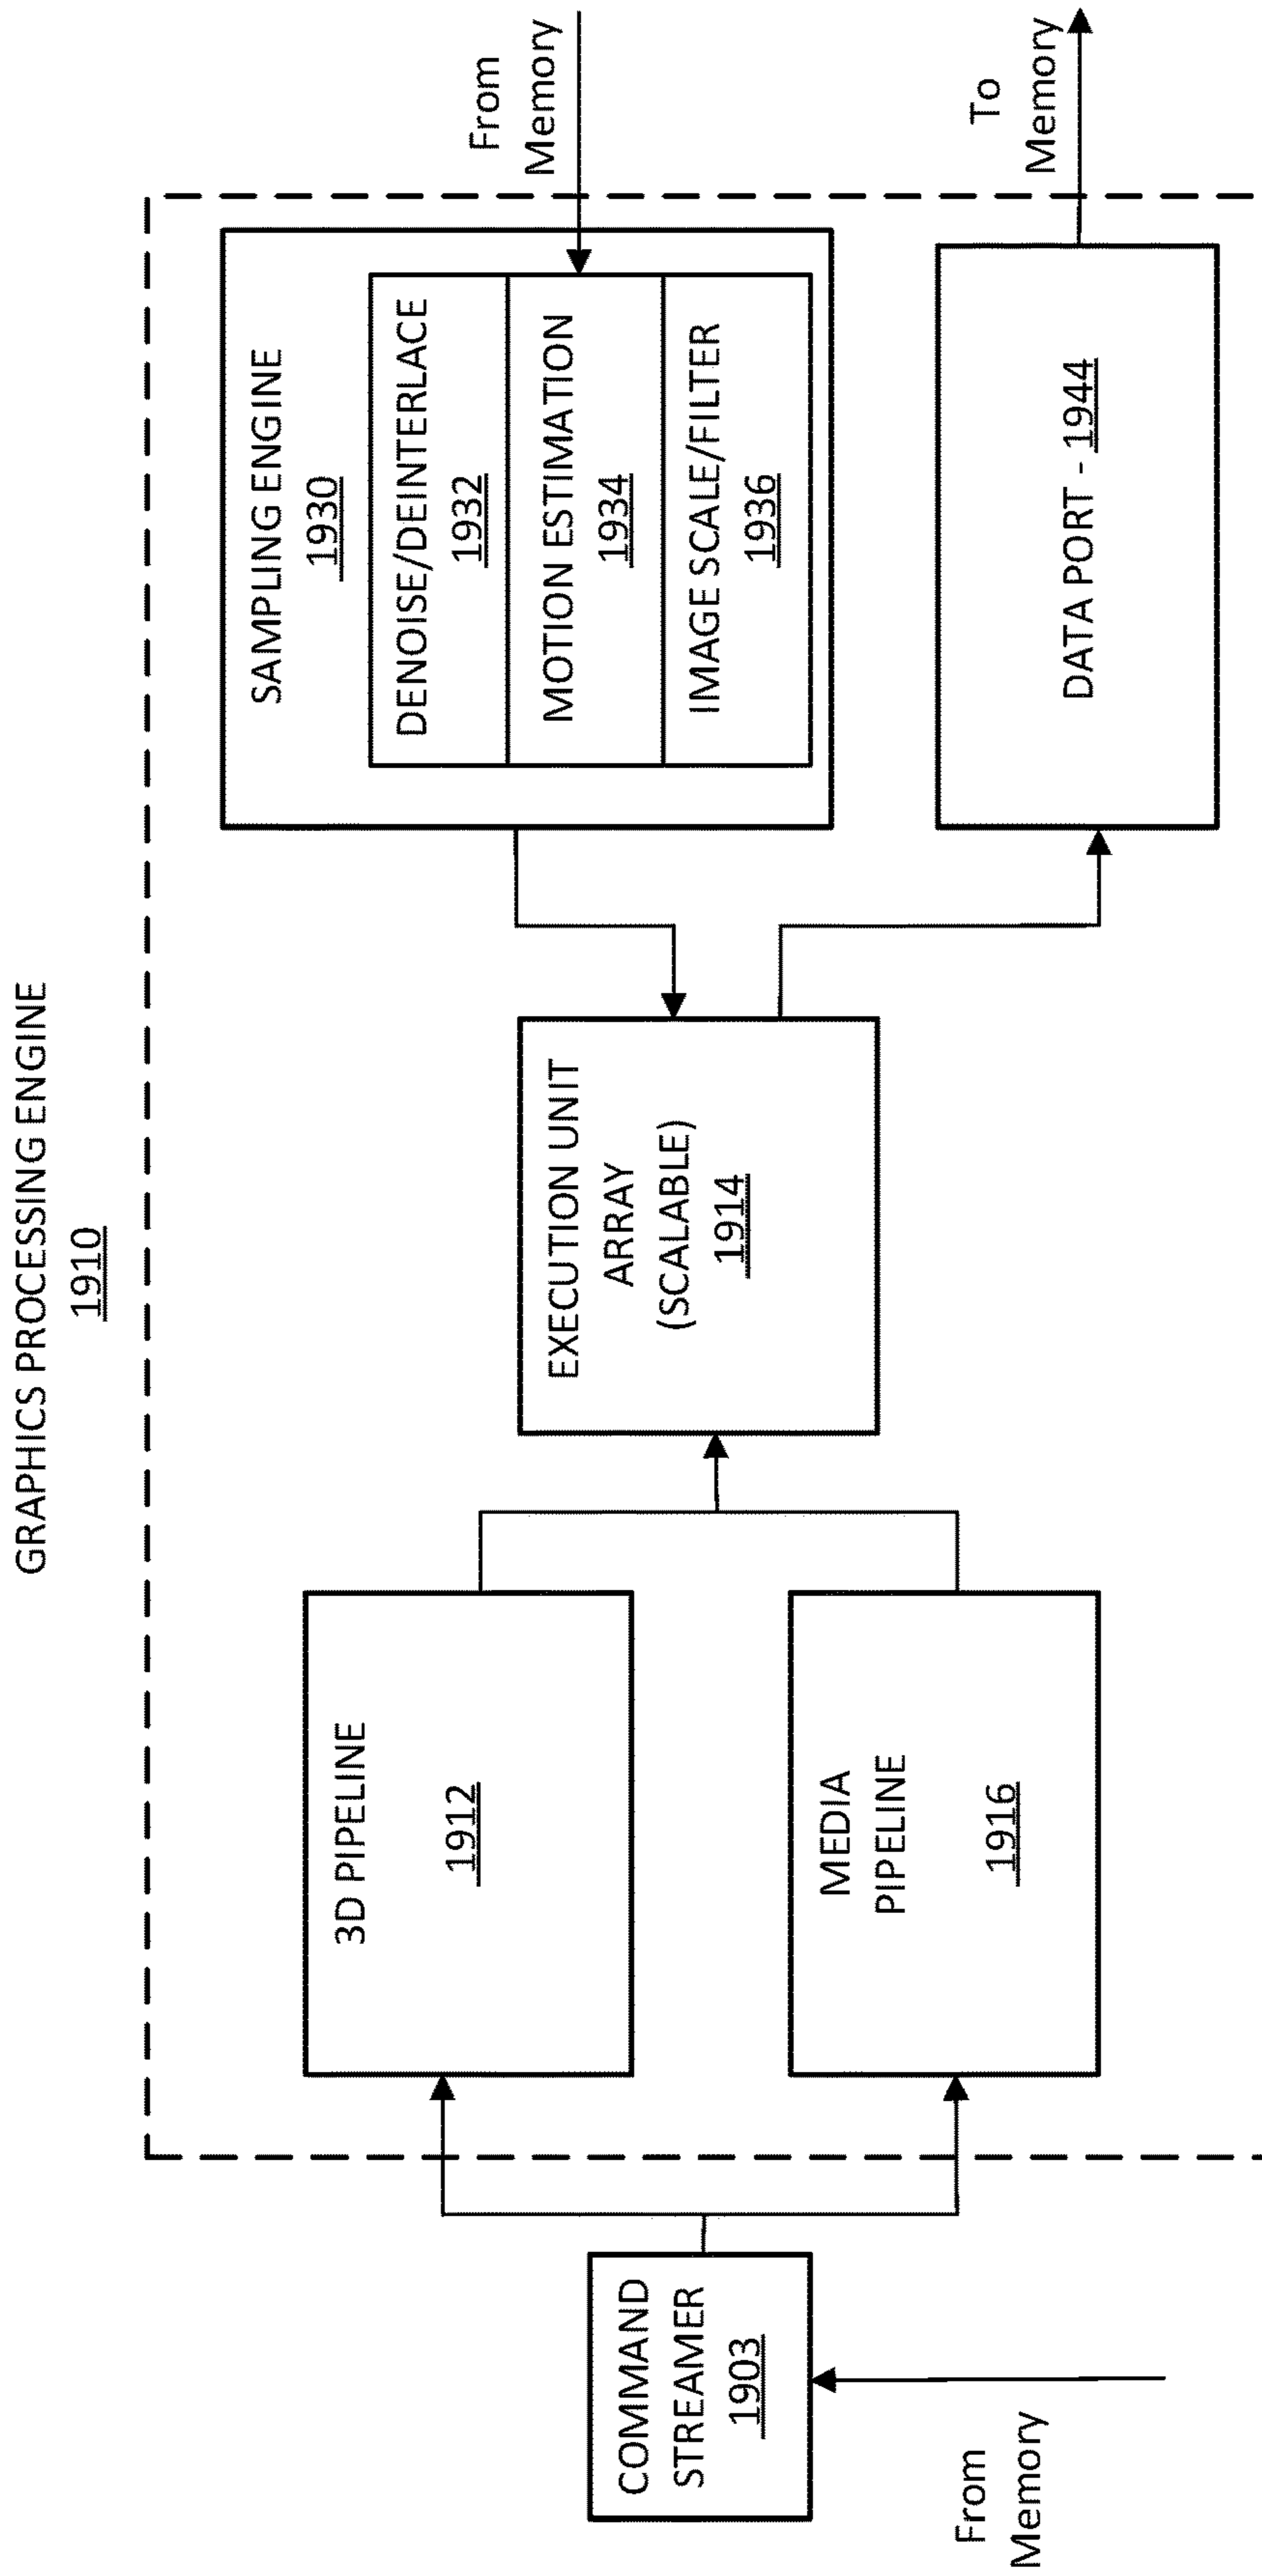 GRAPHICS PROCESSING ENGINE
1910
COMMAND
STREAMER
1903
From
Memory
3D PIPELINE
1912
MEDIA
PIPELINE
1916
EXECUTION UNIT
ARRAY
(SCALABLE)
1914
SAMPLING ENGINE
1930
DENOISE/DEINTERLACE
1932
MOTION ESTIMATION
1934
IMAGE SCALE/FILTER
1936
DATA PORT - 1944
From
Memory
To
Memory